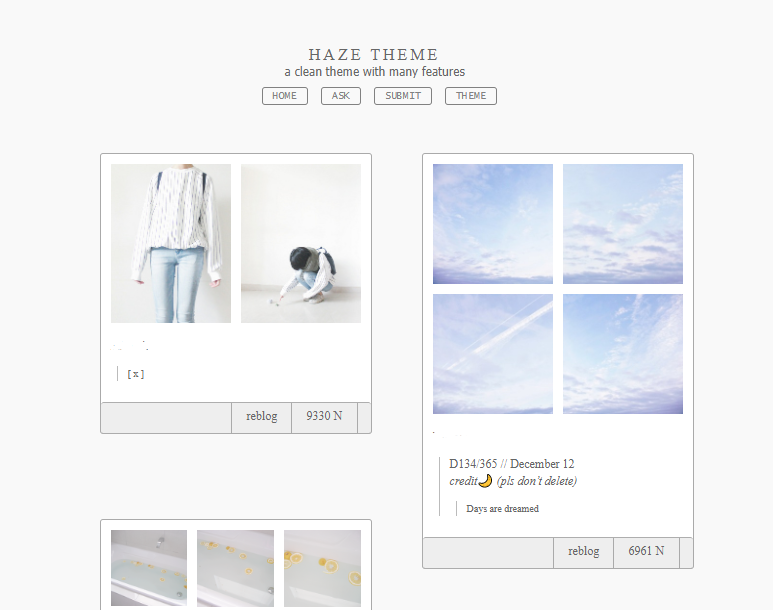 HAZE THEME
a clean theme with many features
HOME ASK SUBMIT THEME
[x]
reblog 9330 N
D134/365 // December 12
credit🌙 (pls don't delete)
Days are dreamed
reblog 6961 N